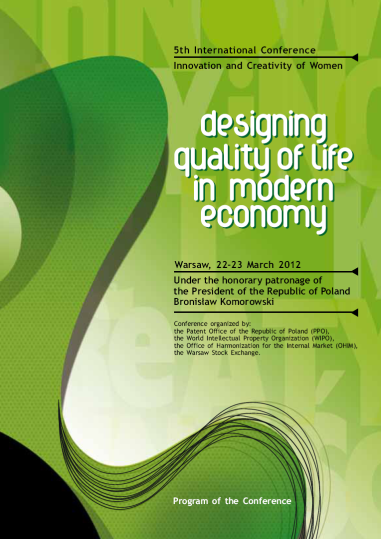 5th International Conference
Innovation and Creativity of Women
designing
quality of life
in modern
economy
Warsaw, 22-23 March 2012
Under the honorary patronage of
the President of the Republic of Poland
Bronisław Komorowski
Conference organized by:
the Patent Office of the Republic of Poland (PPO),
the World Intellectual Property Organization (WIPO),
the Office of Harmonization for the Internal Market (OHIM),
the Warsaw Stock Exchange.
Program of the Conference